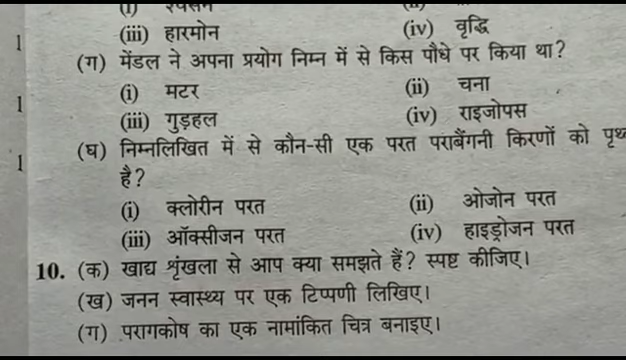 (i) श्वसन (ii)
1 (iii) हारमोन (iv) वृद्धि
(ग) मेंडल ने अपना प्रयोग निम्न में से किस पौधे पर किया था?
1 (i) मटर (ii) चना
(iii) गुड़हल (iv) राइजोपस
1 (घ) निम्नलिखित में से कौन-सी एक परत पराबैंगनी किरणों को
है?
(i) क्लोरीन परत (ii) ओजोन परत
(iii) ऑक्सीजन परत (iv) हाइड्रोजन परत
10. (क) खाद्य शृंखला से आप क्या समझते हैं? स्पष्ट कीजिए।
(ख) जनन स्वास्थ्य पर एक टिप्पणी लिखिए।
(ग) परागकोष का एक नामांकित चित्र बनाइए।